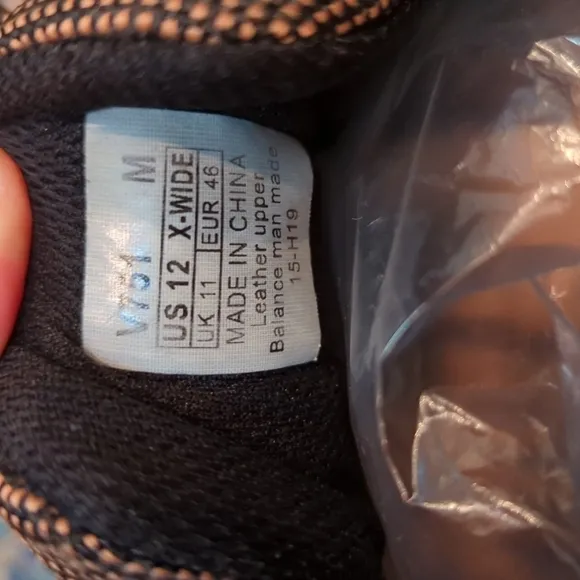 V751 M
US 12 X-WIDE
UK 11 EUR 46
MADE IN CHINA
Leather upper
Balance man made
15-H19